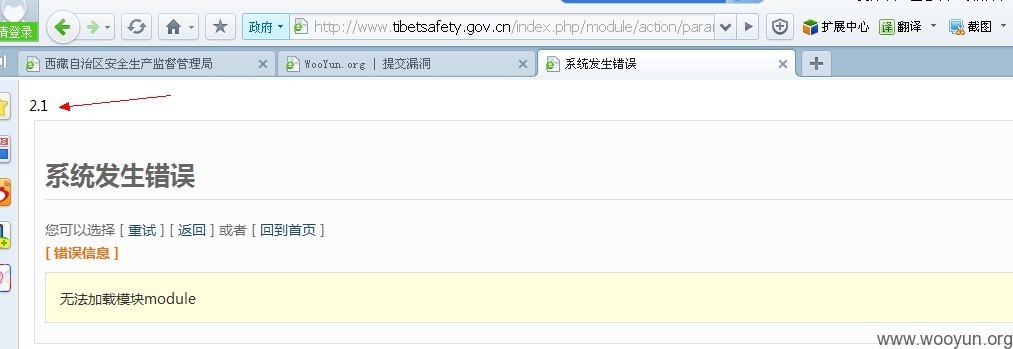 请登录
政府
http://www.tibetsafety.gov.cn/index.php/module/action/para
扩展中心
译 翻译
截图
西藏自治区安全生产监督管理局
WooYun.org | 提交漏洞
系统发生错误
2.1
系统发生错误
您可以选择 [ 重试 ] [ 返回 ] 或者 [ 回到首页 ]
[ 错误信息 ]
无法加载模块module
www.wooyun.org